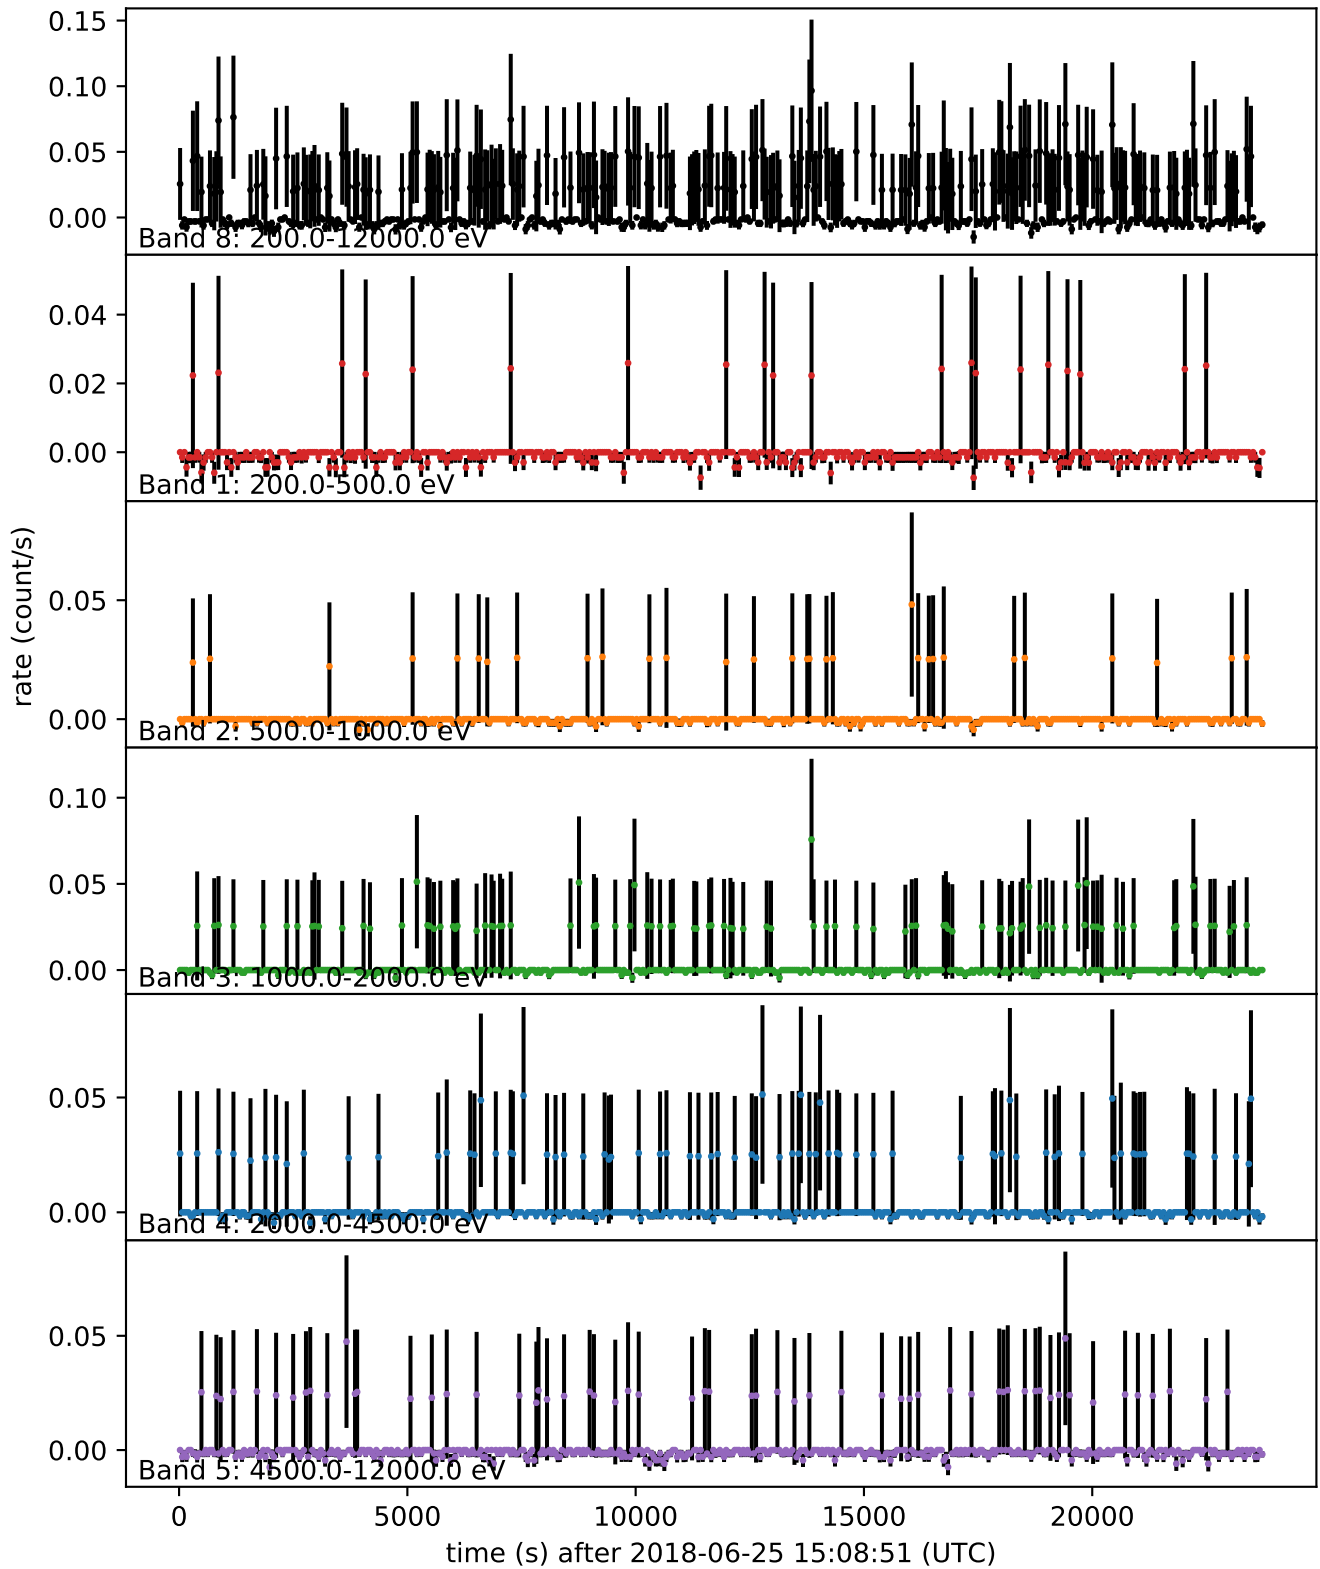 0.15
0.10
0.05
0.00
Band 8: 200.0-12000.0 eV
0.04
0.02
0.00
Band 1: 200.0-500.0 eV
rate (count/s)
0.05
0.00
Band 2: 500.0-1000.0 eV
0.10
0.05
0.00
Band 3: 1000.0-2000.0 eV
0.05
0.00
Band 4: 2000.0-4500.0 eV
0.05
0.00
Band 5: 4500.0-12000.0 eV
0 5000 10000 15000 20000
time (s) after 2018-06-25 15:08:51 (UTC)